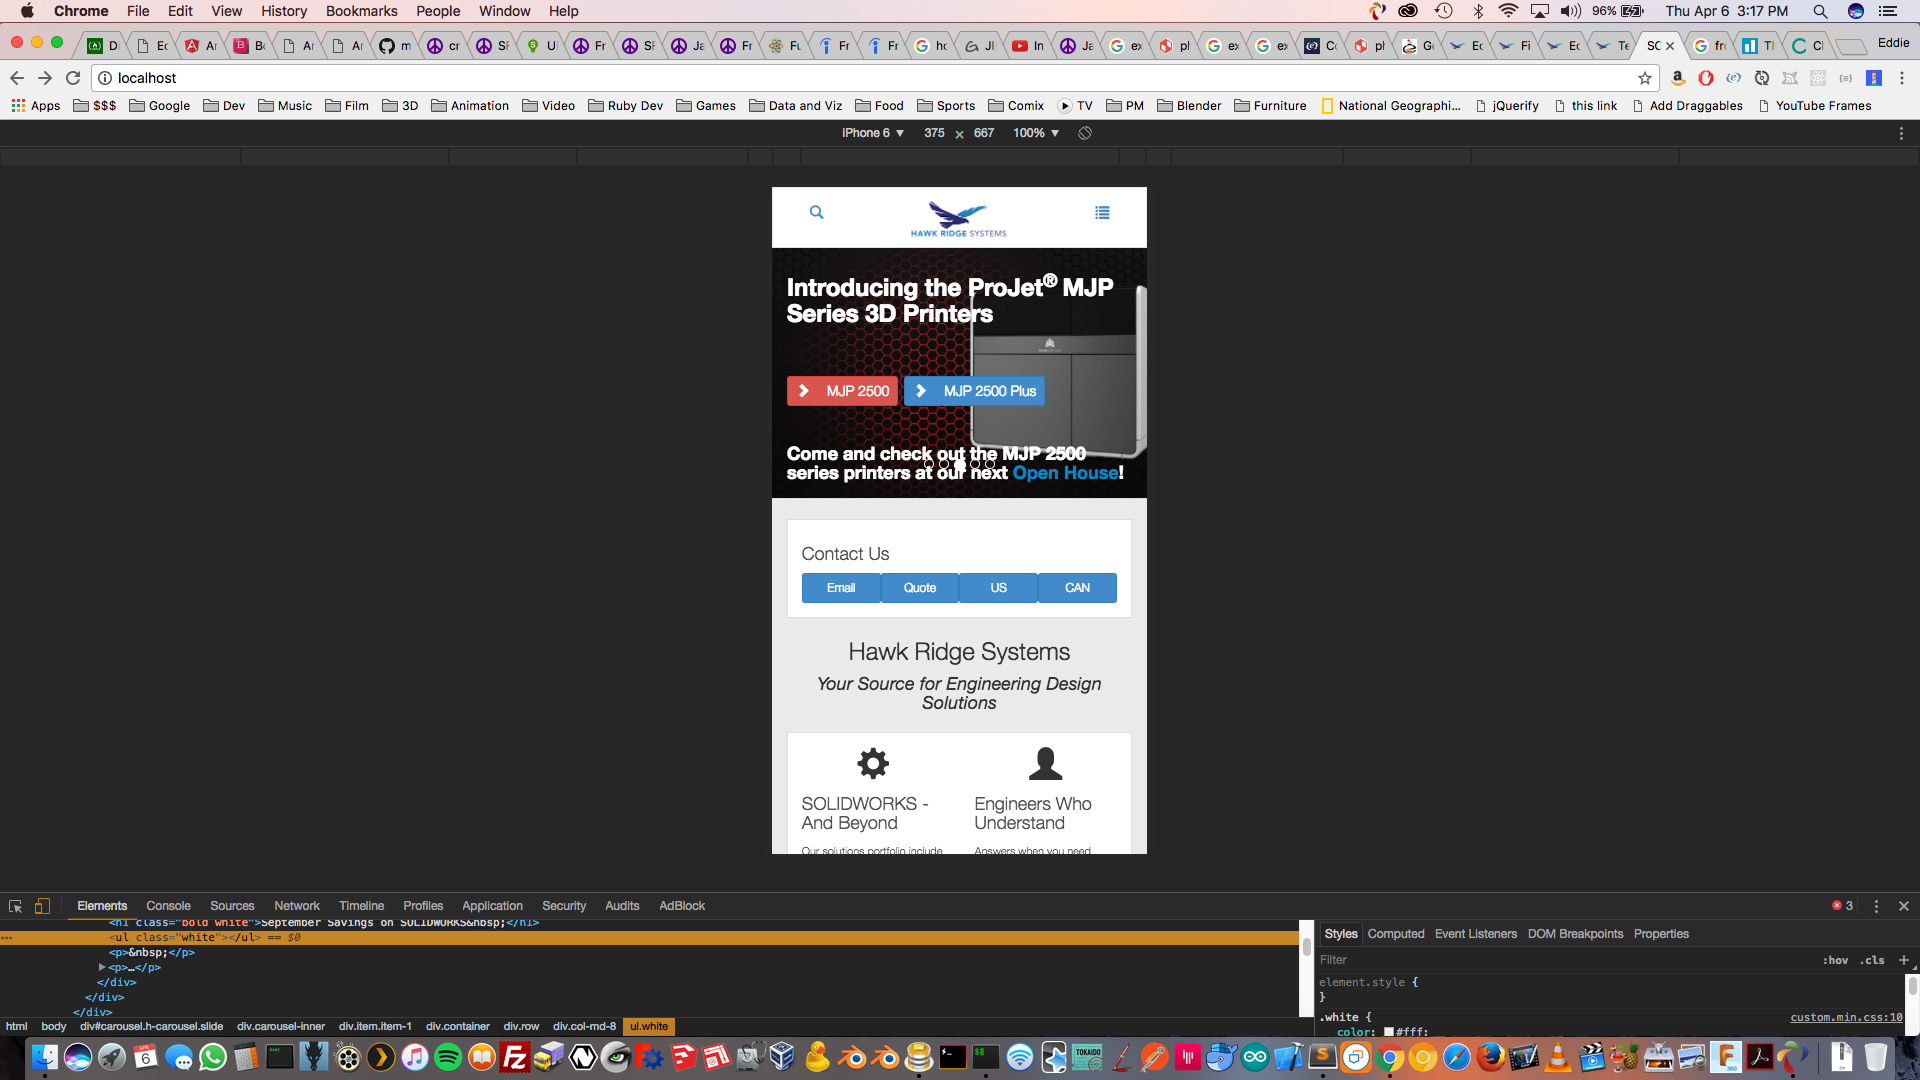 Chrome File Edit View History Bookmarks People Window Help 96% Thu Apr 6 3:17 PM
SC Eddie
localhost
Apps $$$ Google Dev Music Film 3D Animation Video Ruby Dev Games Data and Viz Food Sports Comix TV PM Blender Furniture National Geographi... jQuerify this link Add Draggables YouTube Frames
iPhone 6 ▼ 375 x 667 100% ▼
HAWK RIDGE SYSTEMS
Introducing the ProJet® MJP
Series 3D Printers
MJP 2500 MJP 2500 Plus
Come and check out the MJP 2500
series printers at our next Open House!
Contact Us
Email Quote US CAN
Hawk Ridge Systems
Your Source for Engineering Design
Solutions
SOLIDWORKS -
And Beyond
Our solutions portfolio include
Engineers Who
Understand
Answers when you need
Elements Console Sources Network Timeline Profiles Application Security Audits AdBlock 3
<h1 class="bold white">September Savings on SOLIDWORKS&nbsp;</h1>
<ul class="white"></ul> == $0
<p>&nbsp;</p>
<p>…</p>
</div>
</div>
</div>
html body div#carousel.h-carousel.slide div.carousel-inner div.item.item-1 div.container div.row div.col-md-8 ul.white
Styles Computed Event Listeners DOM Breakpoints Properties
Filter :hov .cls +
element.style {
}
.white { custom.min.css:10
color: #fff;